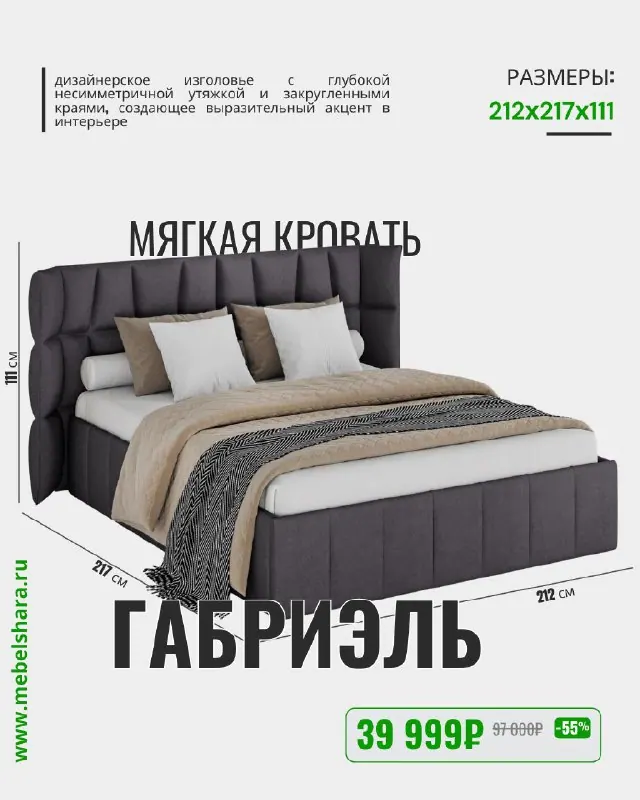 дизайнерское изголовье с глубокой
несимметричной утяжкой и закругленными
краями, создающее выразительный акцент в
интерьере
РАЗМЕРЫ:
212x217x111
МЯГКАЯ КРОВАТЬ
111 СМ
217 СМ
212 СМ
ГАБРИЭЛЬ
www.mebelshara.ru
39 999₽ 97 000₽ -55%